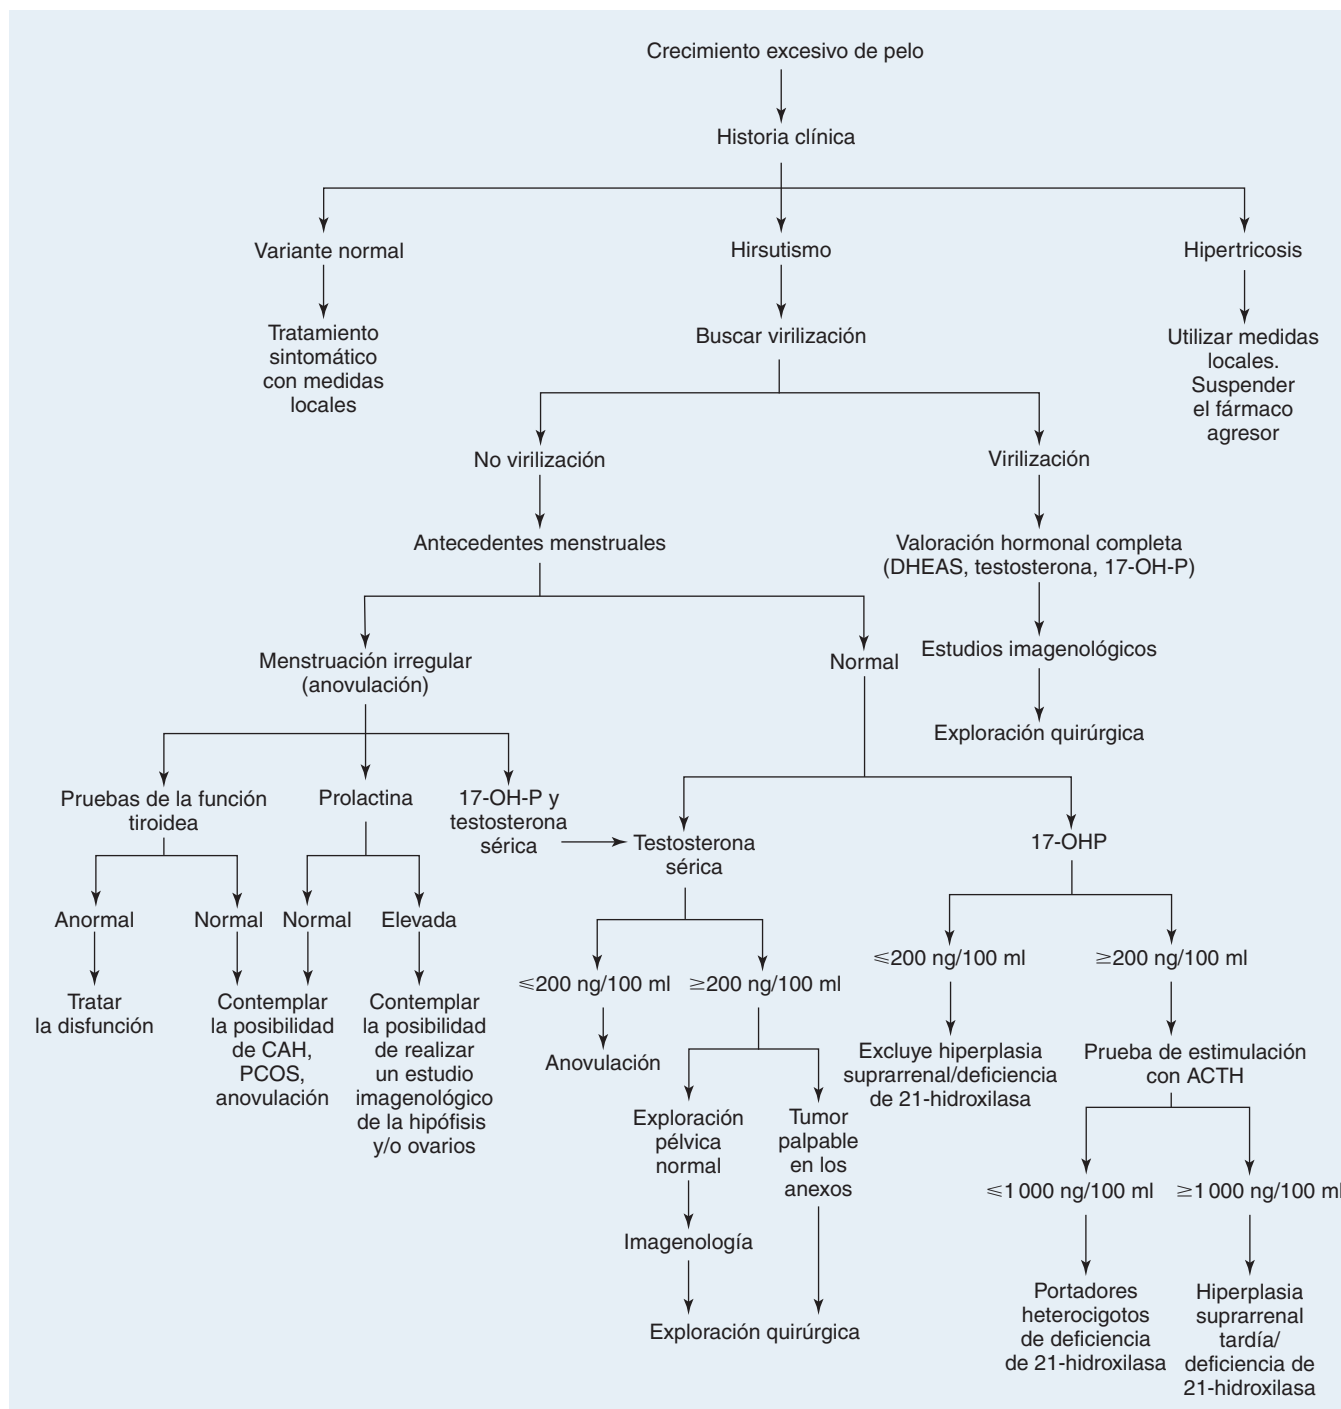 Crecimiento excesivo de pelo
Historia clínica
Variante normal
Hirsutismo
Hipertricosis
Tratamiento
sintomático
con medidas
locales
Buscar virilización
Utilizar medidas
locales.
Suspender
el fármaco
agresor
No virilización
Virilización
Antecedentes menstruales
Valoración hormonal completa
(DHEAS, testosterona, 17-OH-P)
Menstruación irregular
(anovulación)
Normal
Estudios imagenológicos
Exploración quirúrgica
Pruebas de la función
tiroidea
Prolactina
17-OH-P y
testosterona
sérica
Testosterona
sérica
17-OHP
Anormal
Normal
Normal
Elevada
Tratar
la disfunción
Contemplar
la posibilidad
de CAH,
PCOS,
anovulación
Contemplar
la posibilidad
de realizar
un estudio
imagenológico
de la hipófisis
y/o ovarios
≤200 ng/100 ml
≥200 ng/100 ml
≤200 ng/100 ml
≥200 ng/100 ml
Anovulación
Exploración
pélvica
normal
Tumor
palpable
en los
anexos
Excluye hiperplasia
suprarrenal/deficiencia
de 21-hidroxilasa
Prueba de estimulación
con ACTH
Imagenología
Exploración quirúrgica
≤1 000 ng/100 ml
≥1 000 ng/100 ml
Portadores
heterocigotos
de deficiencia
de 21-hidroxilasa
Hiperplasia
suprarrenal
tardía/
deficiencia de
21-hidroxilasa